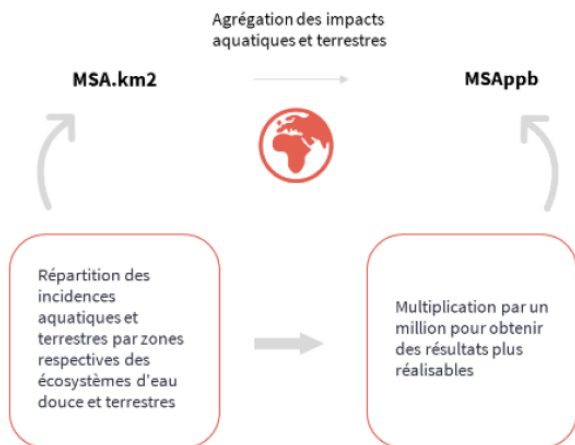 Agrégation des impacts
aquatiques et terrestres
MSA.km2
MSAppb
Répartition des
incidences
aquatiques et
terrestres par zones
respectives des
écosystèmes d'eau
douce et terrestres
Multiplication par un
million pour obtenir
des résultats plus
réalisables